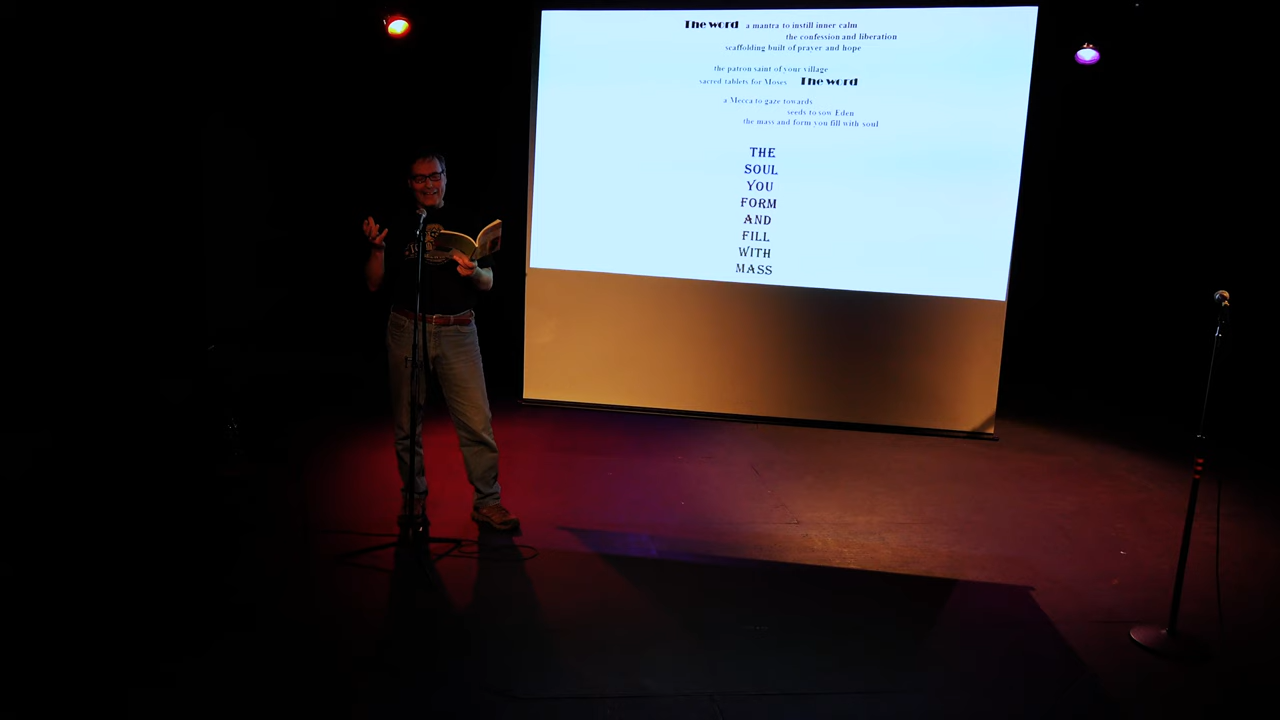 The word a mantra to instill inner calm
the confession and liberation
scaffolding built of prayer and hope
the patron saint of your village
sacred tablets for Moses The word
a Mecca to gaze towards
seeds to sow Eden
the mass and form you fill with soul
THE
SOUL
YOU
FORM
AND
FILL
WITH
MASS